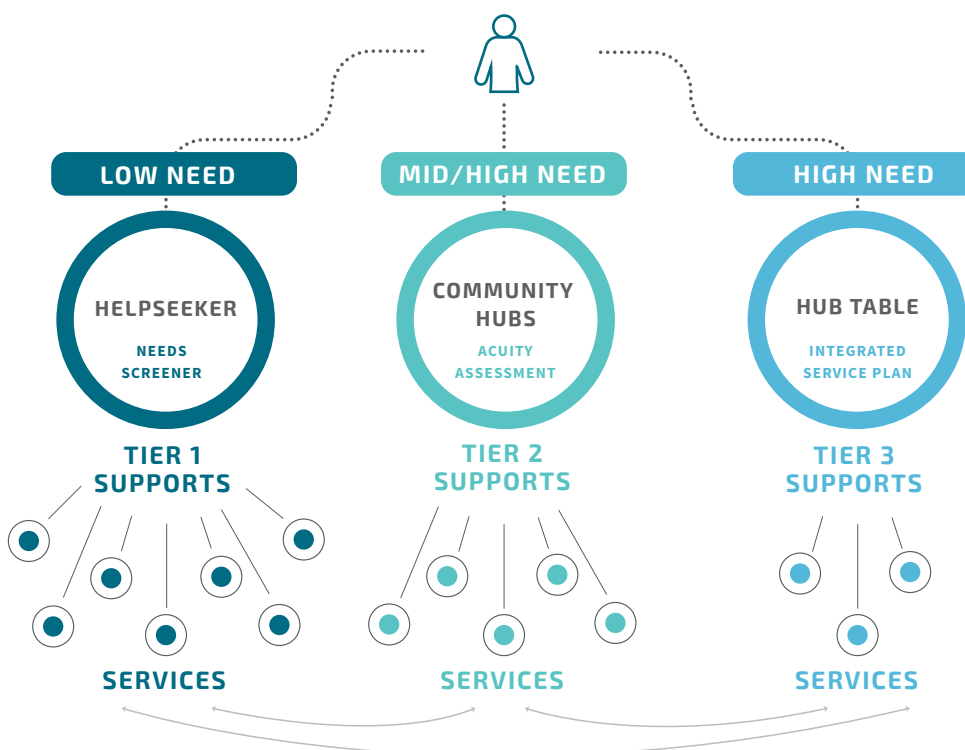 LOW NEED
MID/HIGH NEED
HIGH NEED
HELPSEEKER
NEEDS
SCREENER
COMMUNITY
HUBS
ACUITY
ASSESSMENT
HUB TABLE
INTEGRATED
SERVICE PLAN
TIER 1
SUPPORTS
TIER 2
SUPPORTS
TIER 3
SUPPORTS
SERVICES
SERVICES
SERVICES